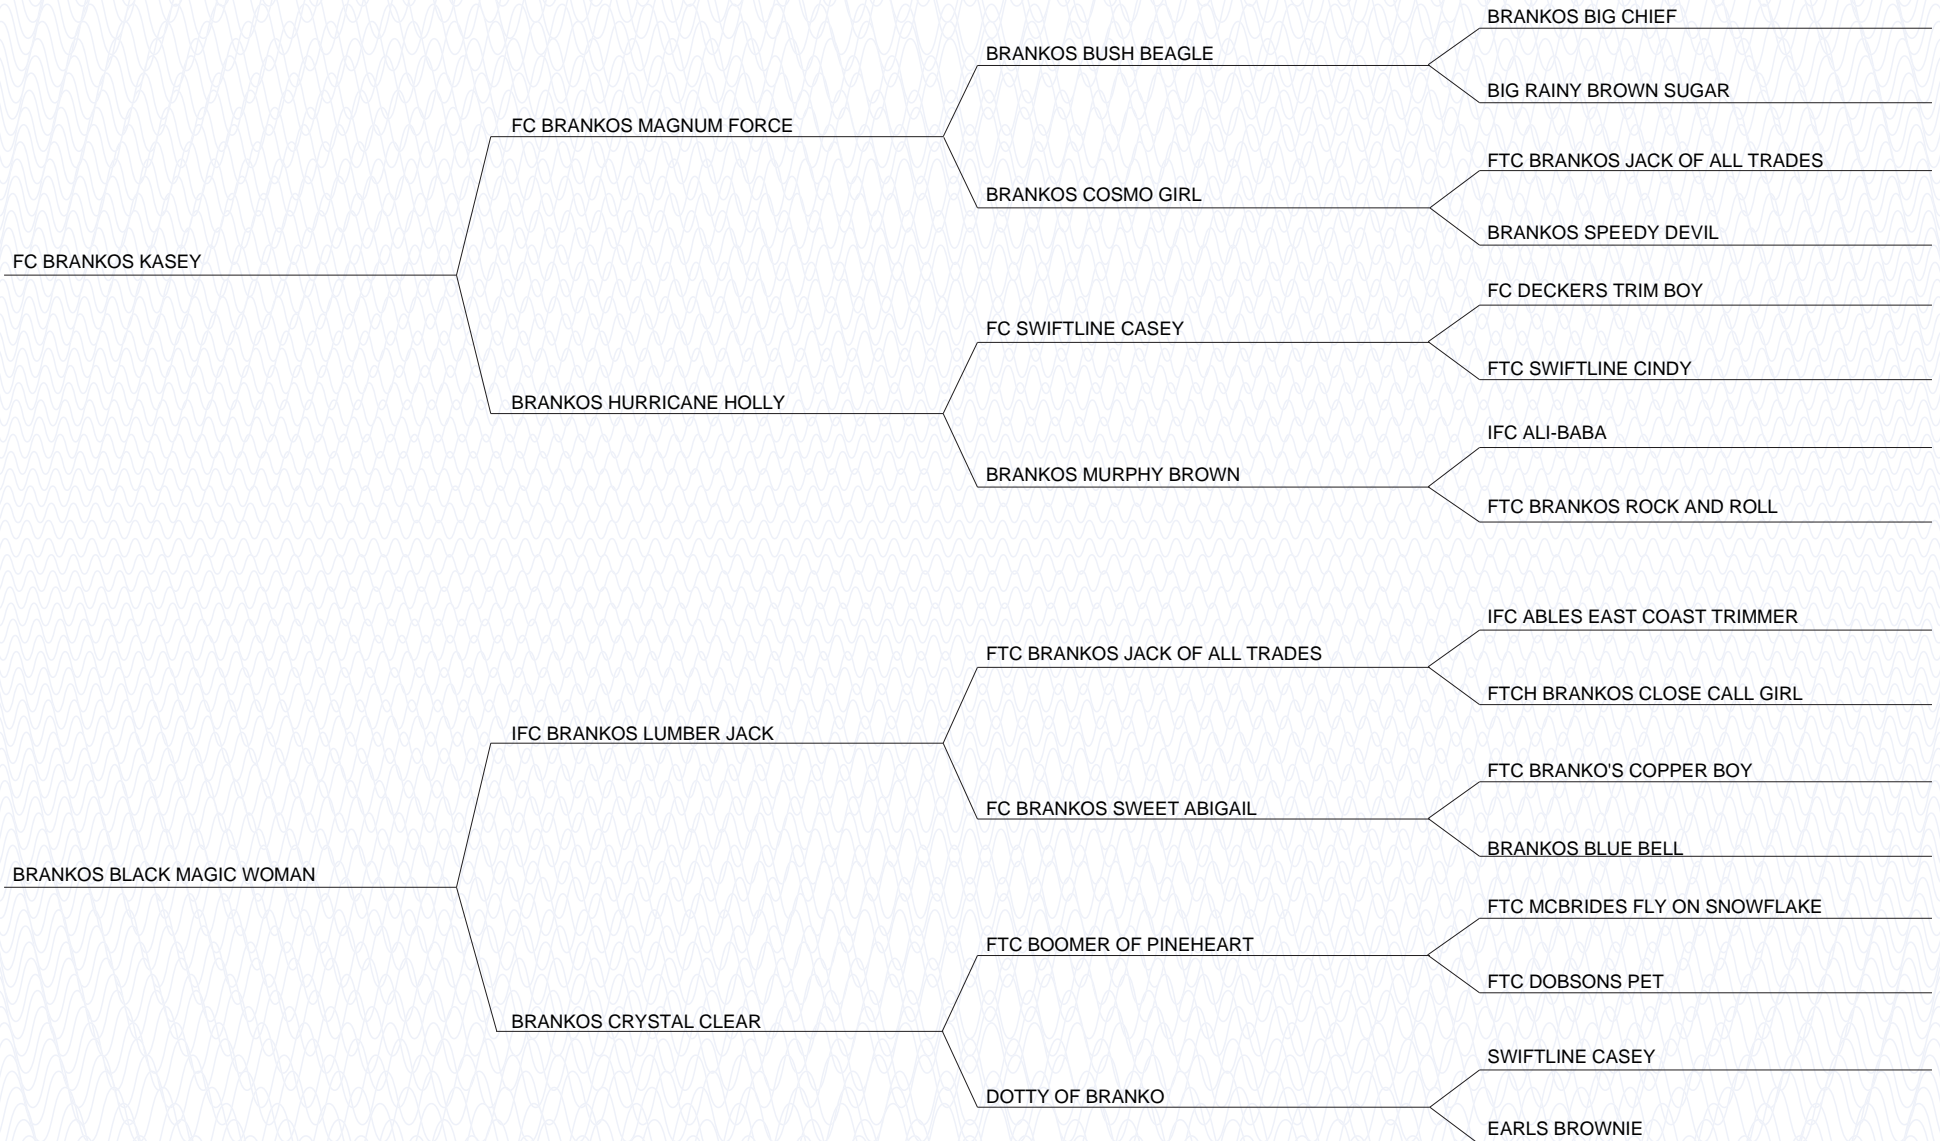 BRANKOS BIG CHIEF
BRANKOS BUSH BEAGLE
BIG RAINY BROWN SUGAR
FC BRANKOS MAGNUM FORCE
FTC BRANKOS JACK OF ALL TRADES
BRANKOS COSMO GIRL
BRANKOS SPEEDY DEVIL
FC BRANKOS KASEY
FC DECKERS TRIM BOY
FC SWIFTLINE CASEY
FTC SWIFTLINE CINDY
BRANKOS HURRICANE HOLLY
IFC ALI-BABA
BRANKOS MURPHY BROWN
FTC BRANKOS ROCK AND ROLL
IFC ABLES EAST COAST TRIMMER
FTC BRANKOS JACK OF ALL TRADES
FTCH BRANKOS CLOSE CALL GIRL
IFC BRANKOS LUMBER JACK
FTC BRANKO'S COPPER BOY
FC BRANKOS SWEET ABIGAIL
BRANKOS BLUE BELL
BRANKOS BLACK MAGIC WOMAN
FTC MCBRIDES FLY ON SNOWFLAKE
FTC BOOMER OF PINEHEART
FTC DOBSONS PET
BRANKOS CRYSTAL CLEAR
SWIFTLINE CASEY
DOTTY OF BRANKO
EARLS BROWNIE